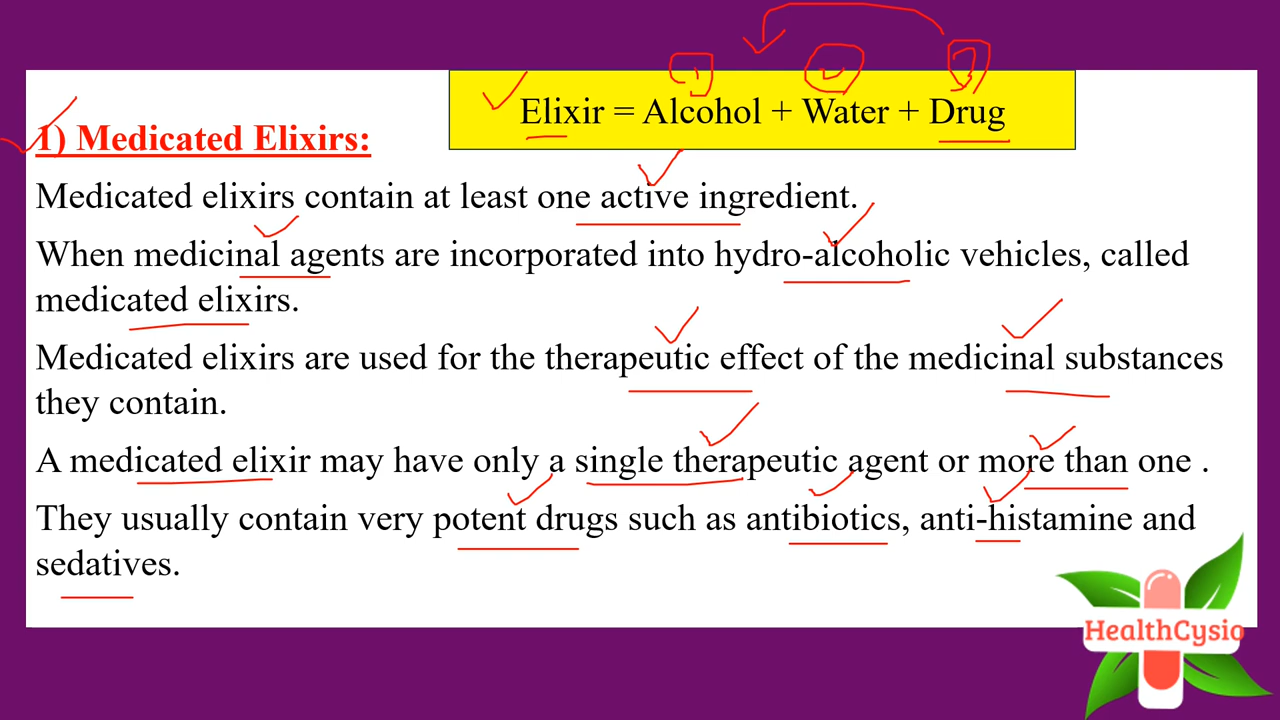 Elixir = Alcohol + Water + Drug
1) Medicated Elixirs:
Medicated elixirs contain at least one active ingredient.
When medicinal agents are incorporated into hydro-alcoholic vehicles, called
medicated elixirs.
Medicated elixirs are used for the therapeutic effect of the medicinal substances
they contain.
A medicated elixir may have only a single therapeutic agent or more than one .
They usually contain very potent drugs such as antibiotics, anti-histamine and
sedatives.
HealthCysio